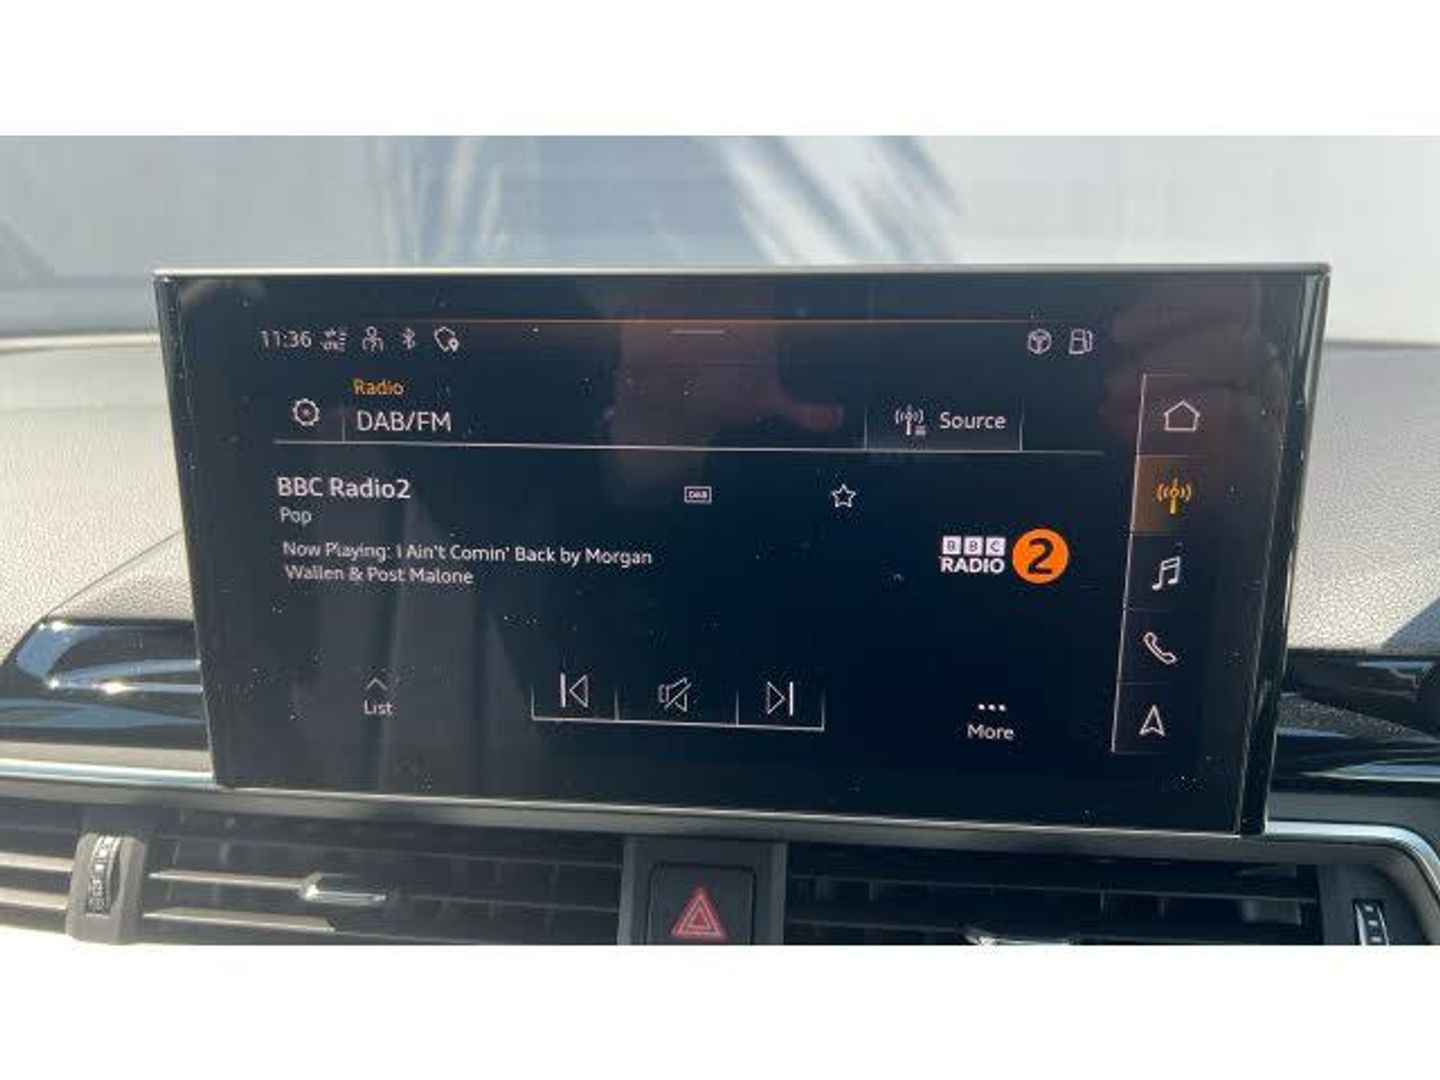 11:36
Radio
DAB/FM
Source
BBC Radio2
DAB
Pop
Now Playing: I Ain't Comin' Back by Morgan
Wallen & Post Malone
BBC
RADIO 2
List
More